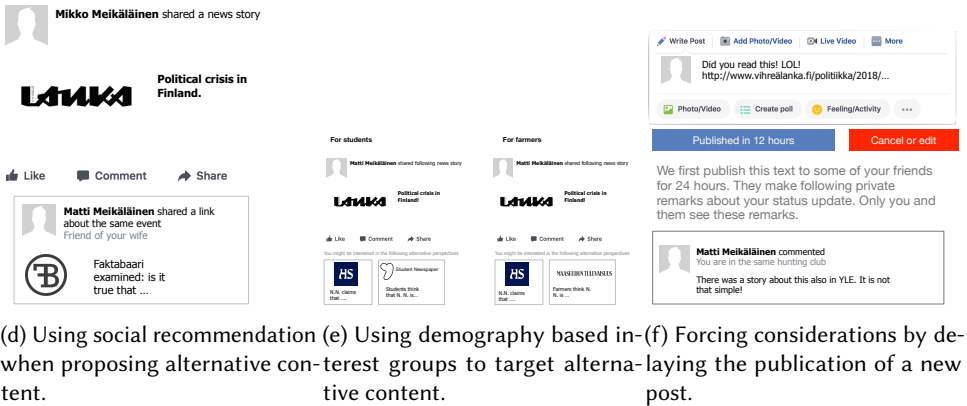 Mikko Meikäläinen shared a news story
LANKA
Political crisis in
Finland.
Like Comment Share
Matti Meikäläinen shared a link
about the same event
Friend of your wife
Faktabaari
examined: is it
true that ...
(d) Using social recommendation
when proposing alternative con-
tent.
For students
Matti Meikäläinen shared following news story
LANKA
Political crisis in
Finland!
Like Comment Share
You might be interested in the following alternative perspectives
HS
N.N. claims
that ....
Student Newspaper
Students think
that N. N. is...
For farmers
Matti Meikäläinen shared following news story
LANKA
Political crisis in
Finland!
Like Comment Share
You might be interested in the following alternative perspectives
HS
N.N. claims
that ...
MAASEUDUN TULEVAISUUS
Farmers think N.
N. is ...
(e) Using demography based in-
terest groups to target alterna-
tive content.
Write Post Add Photo/Video Live Video More
Did you read this! LOL!
http://www.vihreälanka.fi/politiikka/2018/...
Photo/Video Create poll Feeling/Activity
Published in 12 hours Cancel or edit
We first publish this text to some of your friends
for 24 hours. They make following private
remarks about your status update. Only you and
them see these remarks.
Matti Meikäläinen commented
You are in the same hunting club
There was a story about this also in YLE. It is not
that simple!
(f) Forcing considerations by de-
laying the publication of a new
post.